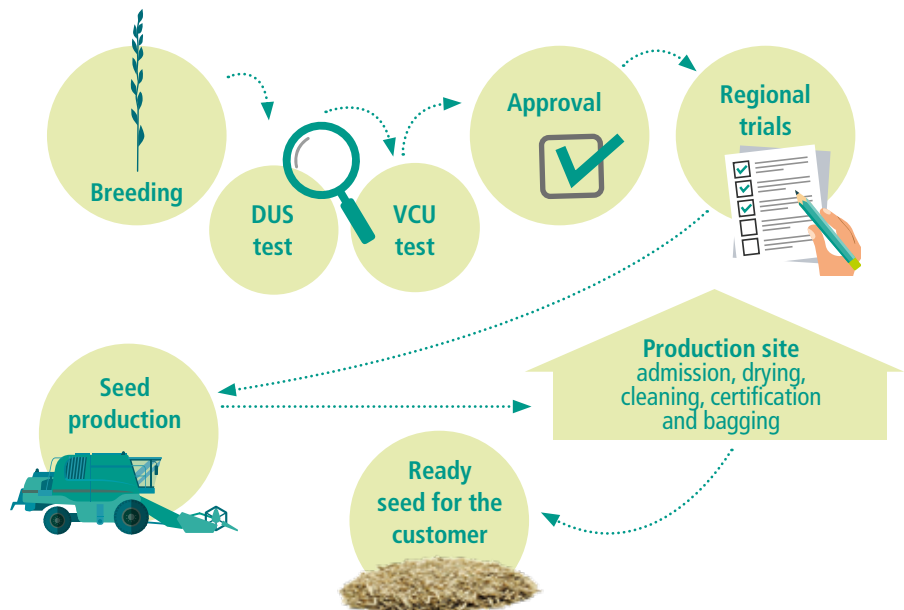 Breeding
DUS
test
VCU
test
Approval
Regional
trials
Seed
production
Production site
admission, drying,
cleaning, certification
and bagging
Ready
seed for the
customer